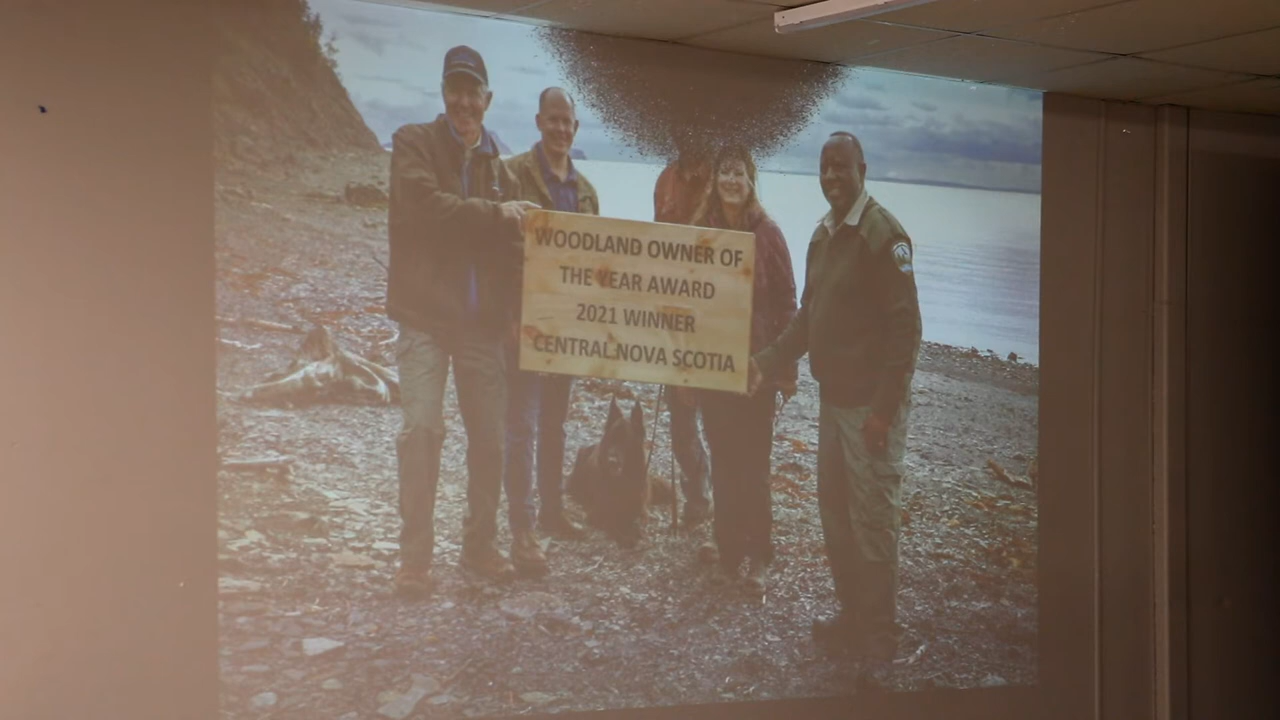 WOODLAND OWNER OF
THE YEAR AWARD
2021 WINNER
CENTRAL NOVA SCOTIA